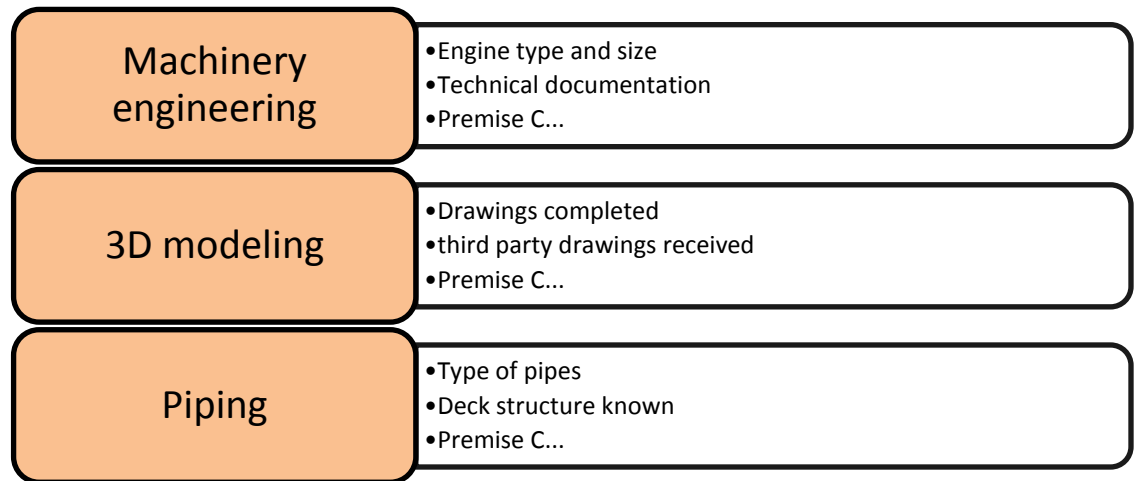 Machinery
engineering
•Engine type and size
•Technical documentation
•Premise C...
3D modeling
•Drawings completed
•third party drawings received
•Premise C...
Piping
•Type of pipes
•Deck structure known
•Premise C...